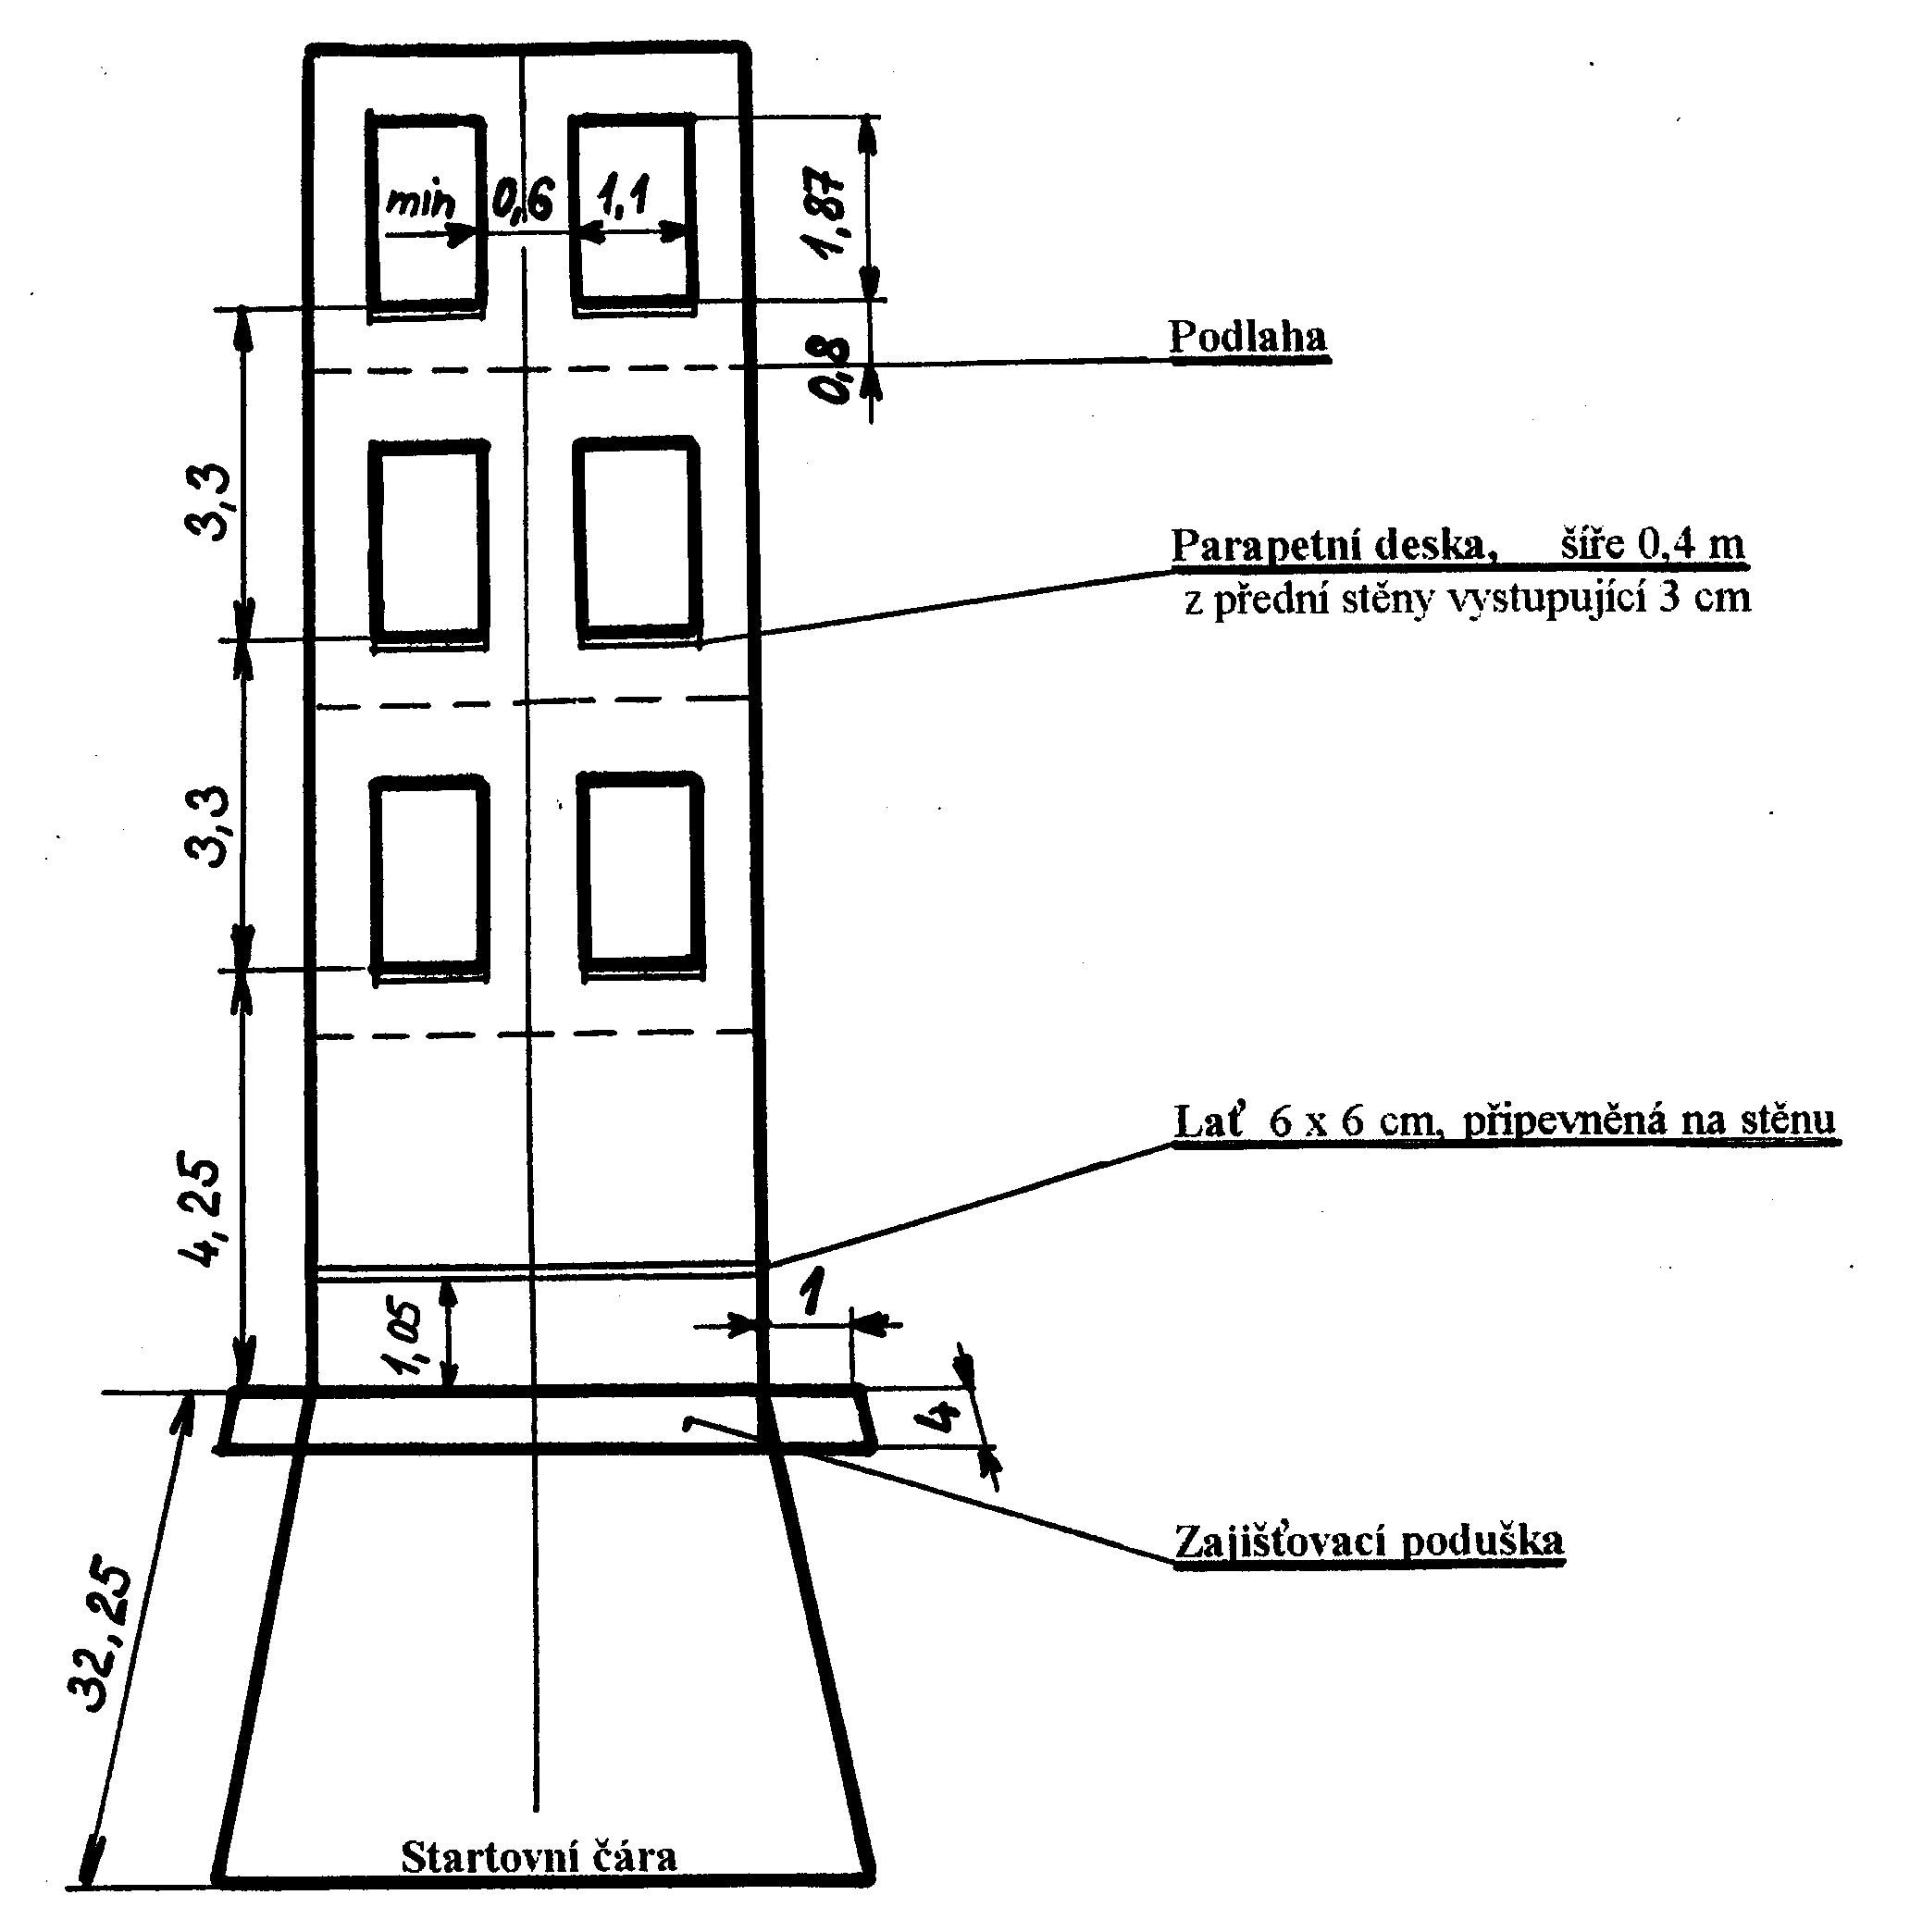 min 0,6 1,1
1,87
0,8
Podlaha
3,3
Parapetní deska, šíře 0,4 m
z přední stěny vystupující 3 cm
3,3
Lať 6 x 6 cm, připevněná na stěnu
4,25
1
1,05
4
Zajišťovací poduška
32,25
Startovní čára